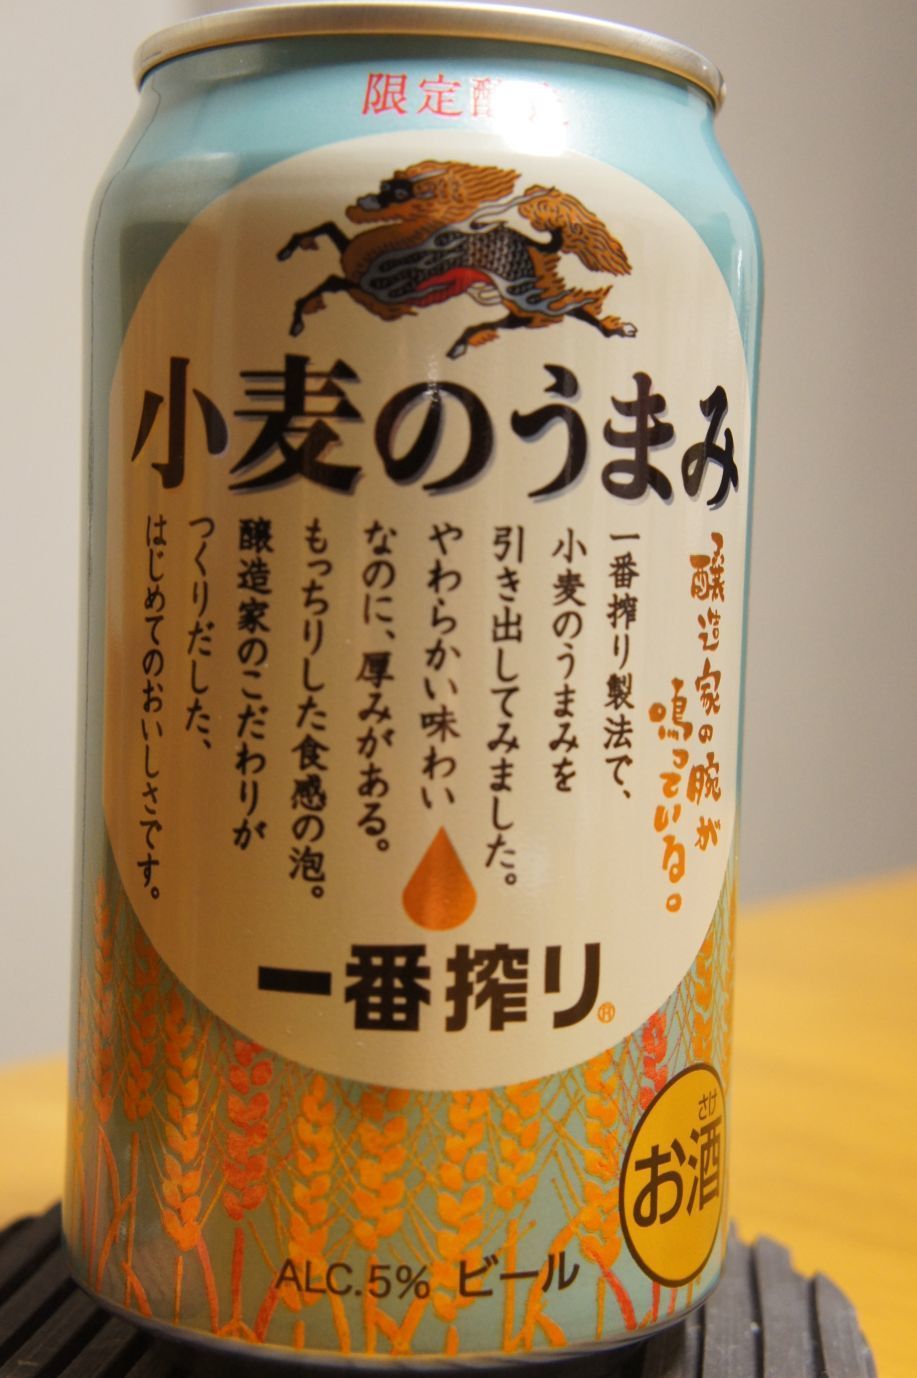 限定醸造
小麦のうまみ
醸造家の腕が
鳴っている。
一番搾り製法で、
小麦のうまみを
引き出してみました。
やわらかい味わい
なのに、厚みがある。
もっちりした食感の泡。
醸造家のこだわりが
つくりだした、
はじめてのおいしさです。
一番搾り®
さけ
お酒
ALC.5% ビール